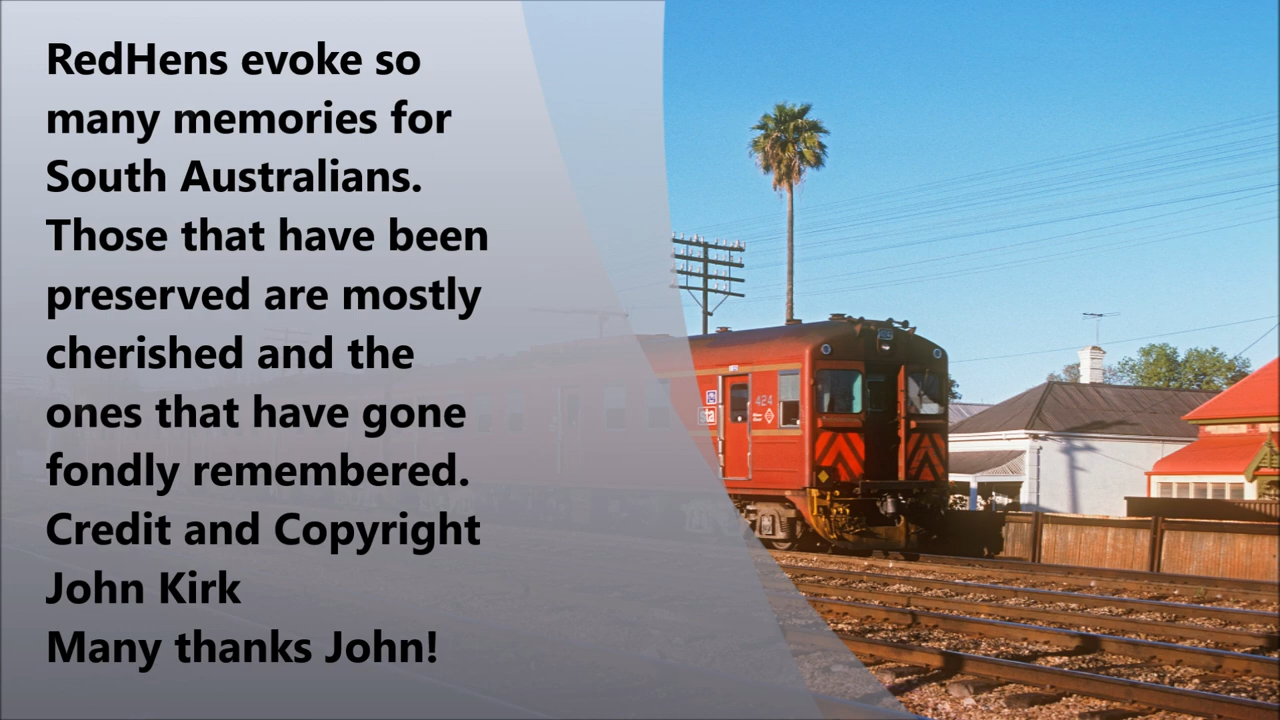 RedHens evoke so
many memories for
South Australians.
Those that have been
preserved are mostly
cherished and the
ones that have gone
fondly remembered.
Credit and Copyright
John Kirk
Many thanks John!
424
sta